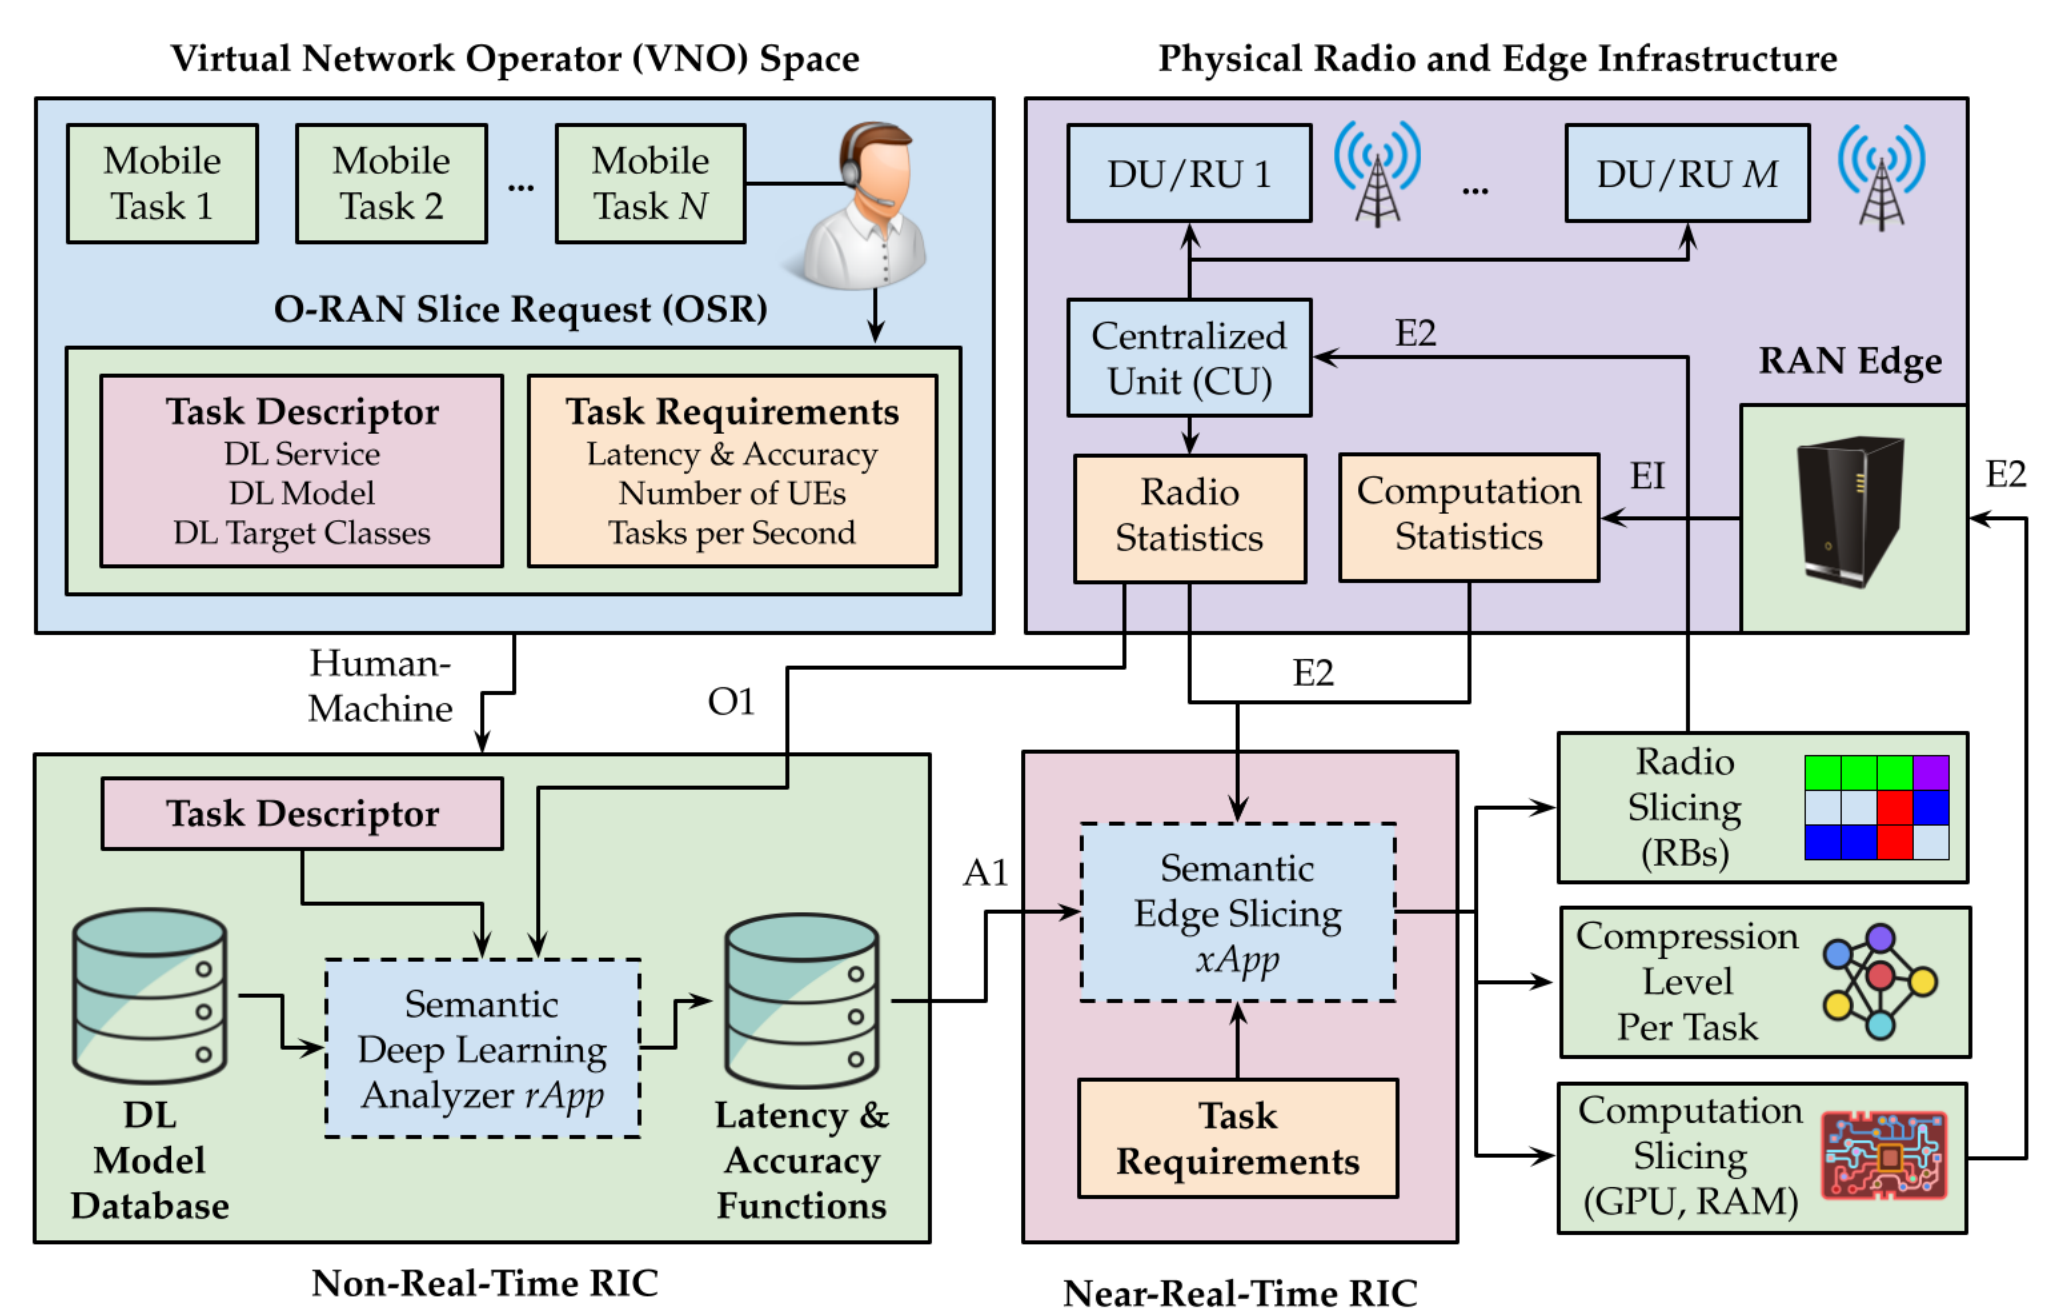 Virtual Network Operator (VNO) Space
Mobile
Task 1
Mobile
Task 2
...
Mobile
Task N
O-RAN Slice Request (OSR)
Task Descriptor
DL Service
DL Model
DL Target Classes
Task Requirements
Latency & Accuracy
Number of UEs
Tasks per Second
Physical Radio and Edge Infrastructure
DU/RU 1
...
DU/RU M
Centralized
Unit (CU)
E2
RAN Edge
Radio
Statistics
Computation
Statistics
EI
E2
Human-
Machine
O1
E2
Task Descriptor
DL
Model
Database
Semantic
Deep Learning
Analyzer rApp
Latency &
Accuracy
Functions
Non-Real-Time RIC
A1
Semantic
Edge Slicing
xApp
Task
Requirements
Near-Real-Time RIC
Radio
Slicing
(RBs)
Compression
Level
Per Task
Computation
Slicing
(GPU, RAM)